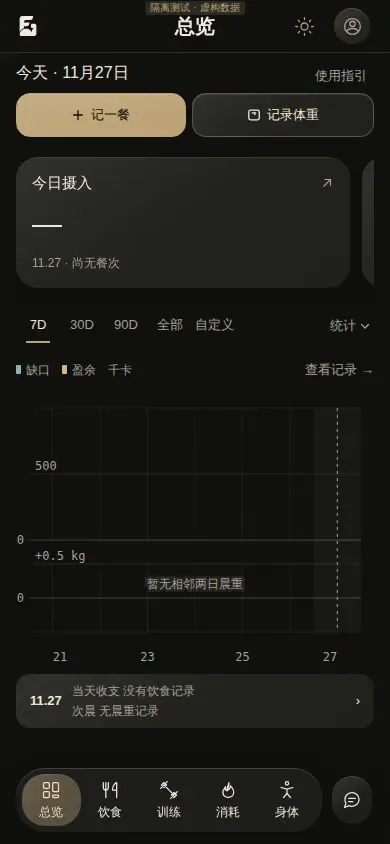 隔离测试 · 虚构数据
总览
今天 · 11月27日
使用指引
+ 记一餐
记录体重
今日摄入
—
11.27 · 尚无餐次
7D 30D 90D 全部 自定义 统计
缺口 盈余 千卡 查看记录 →
500
0
+0.5 kg
暂无相邻两日晨重
0
21 23 25 27
11.27 当天收支 没有饮食记录
次晨 无晨重记录
总览 饮食 训练 消耗 身体